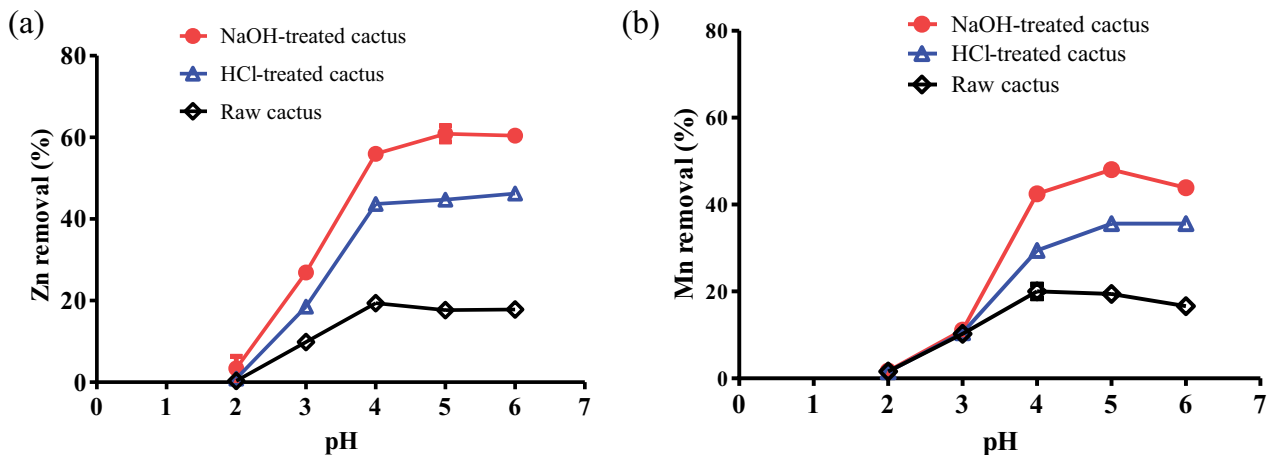 (a)
NaOH-treated cactus
HCl-treated cactus
Raw cactus
Zn removal (%)
80
60
40
20
0
0 1 2 3 4 5 6 7
pH
(b)
NaOH-treated cactus
HCl-treated cactus
Raw cactus
Mn removal (%)
80
60
40
20
0
0 1 2 3 4 5 6 7
pH